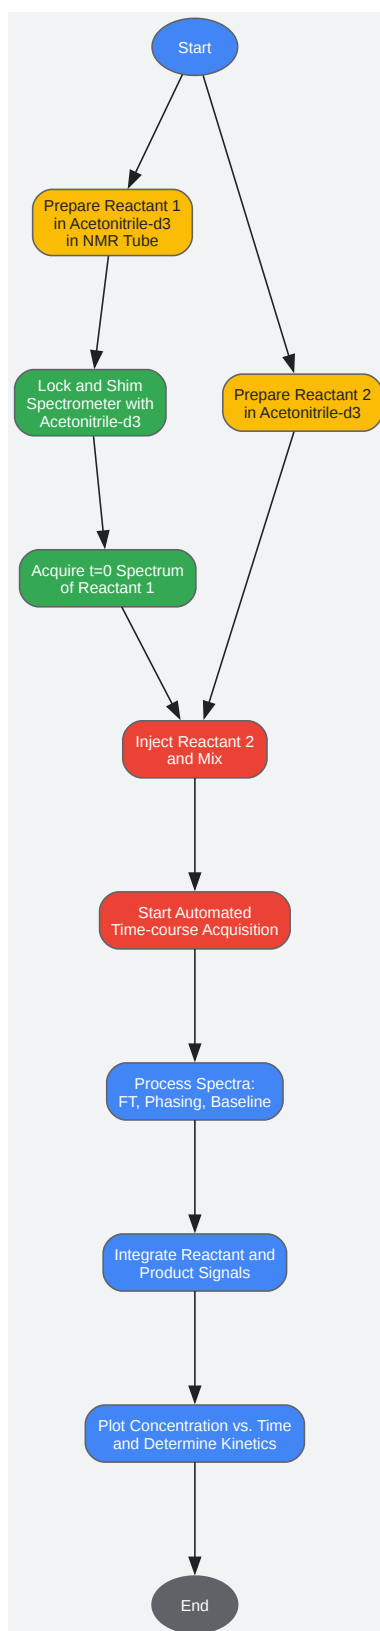 Start
Prepare Reactant 1
in Acetonitrile-d3
in NMR Tube
Lock and Shim
Spectrometer with
Acetonitrile-d3
Prepare Reactant 2
in Acetonitrile-d3
Acquire t=0 Spectrum
of Reactant 1
Inject Reactant 2
and Mix
Start Automated
Time-course Acquisition
Process Spectra:
FT, Phasing, Baseline
Integrate Reactant and
Product Signals
Plot Concentration vs. Time
and Determine Kinetics
End